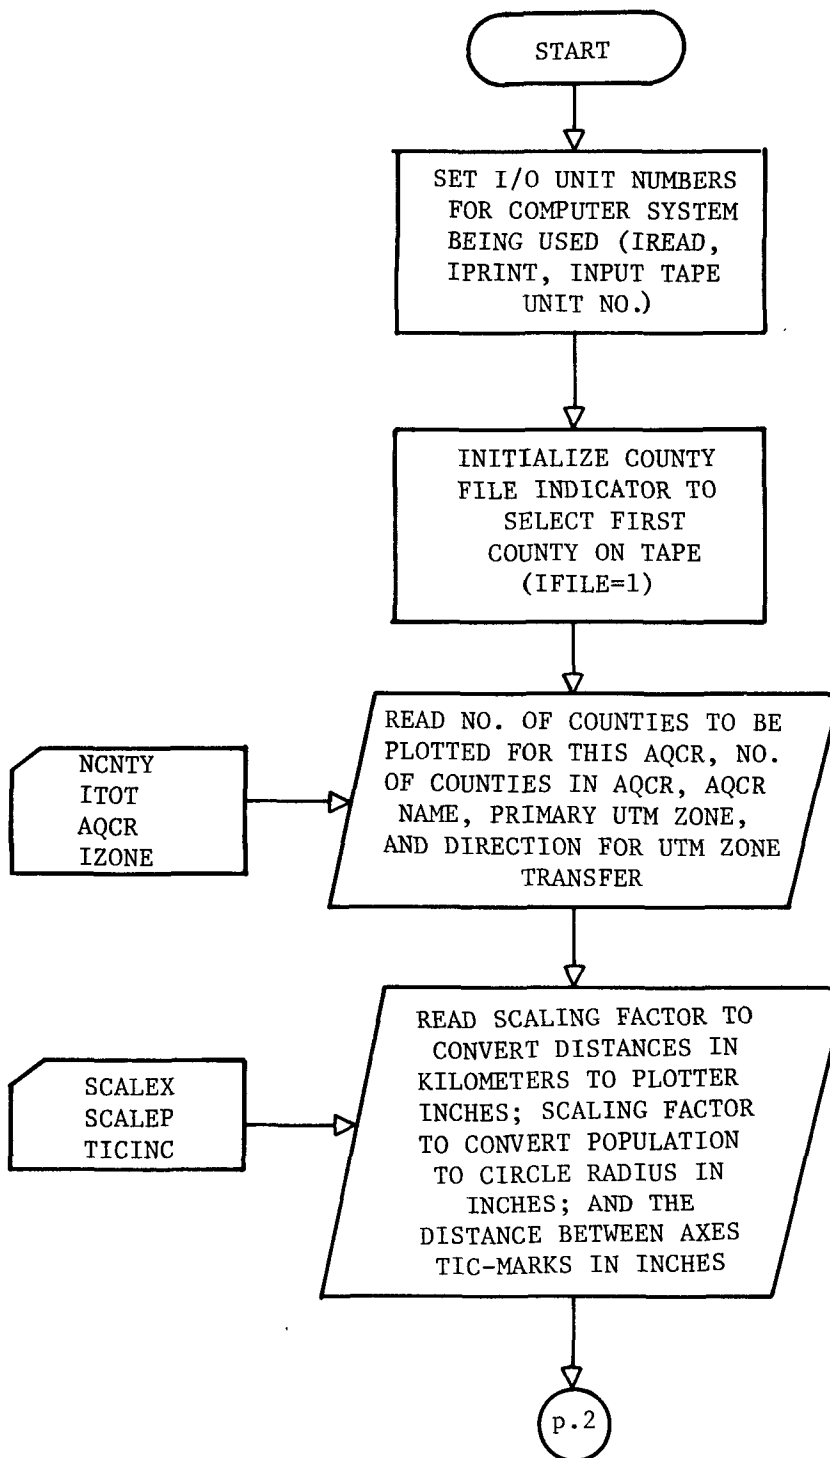 START
SET I/O UNIT NUMBERS
FOR COMPUTER SYSTEM
BEING USED (IREAD,
IPRINT, INPUT TAPE
UNIT NO.)
INITIALIZE COUNTY
FILE INDICATOR TO
SELECT FIRST
COUNTY ON TAPE
(IFILE=1)
NCNTY
ITOT
AQCR
IZONE
READ NO. OF COUNTIES TO BE
PLOTTED FOR THIS AQCR, NO.
OF COUNTIES IN AQCR, AQCR
NAME, PRIMARY UTM ZONE,
AND DIRECTION FOR UTM ZONE
TRANSFER
SCALEX
SCALEP
TICINC
READ SCALING FACTOR TO
CONVERT DISTANCES IN
KILOMETERS TO PLOTTER
INCHES; SCALING FACTOR
TO CONVERT POPULATION
TO CIRCLE RADIUS IN
INCHES; AND THE
DISTANCE BETWEEN AXES
TIC-MARKS IN INCHES
p.2